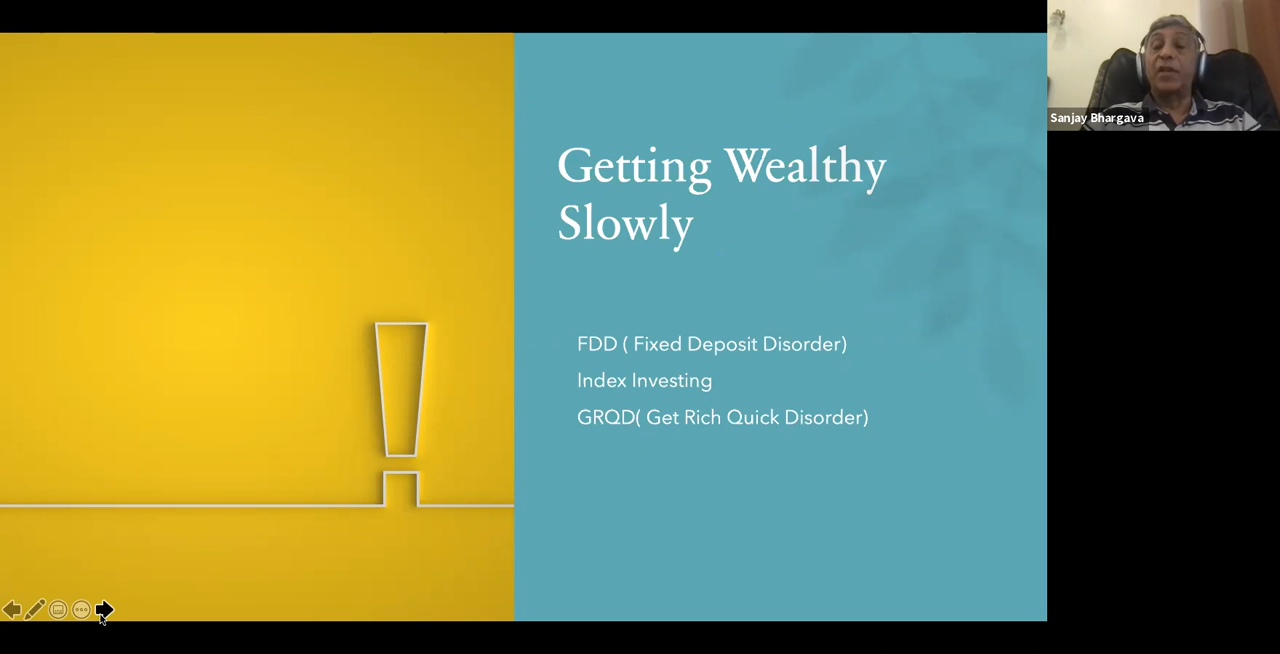 Getting Wealthy
Slowly
FDD ( Fixed Deposit Disorder)
Index Investing
GRQD( Get Rich Quick Disorder)
Sanjay Bhargava